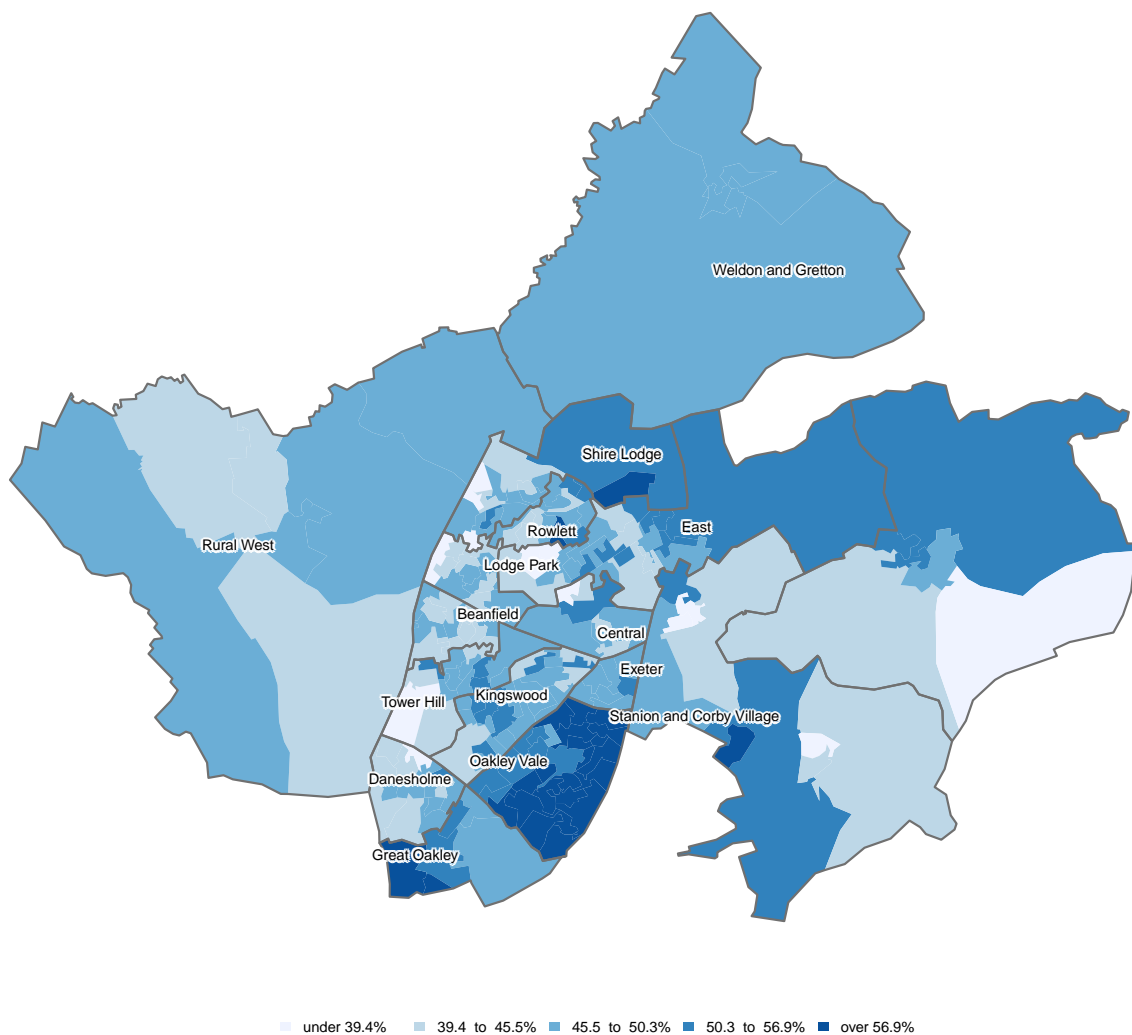 Weldon and Gretton
Shire Lodge
East
Rowlett
Rural West
Lodge Park
Beanfield
Central
Exeter
Kingswood
Tower Hill
Stanion and Corby Village
Oakley Vale
Danesholme
Great Oakley
under 39.4% 39.4 to 45.5% 45.5 to 50.3% 50.3 to 56.9% over 56.9%